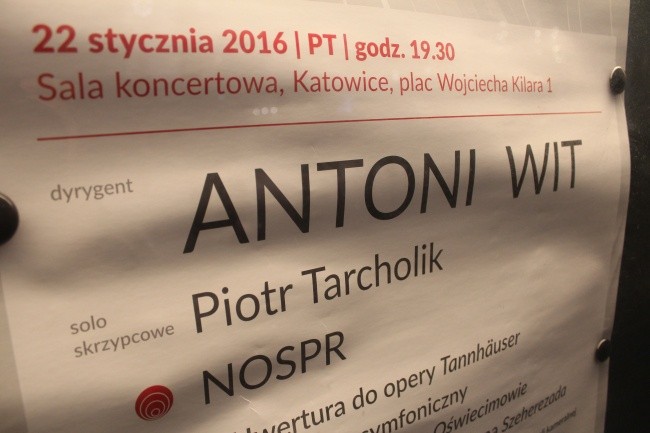 22 stycznia 2016 | PT | godz. 19.30
Sala koncertowa, Katowice, plac Wojciecha Kilara 1
dyrygent ANTONI WIT
solo skrzypcowe Piotr Tarcholik
NOSPR
Uwertura do opery Tannhäuser
symfoniczny
Oświecimowie
Szeherezada